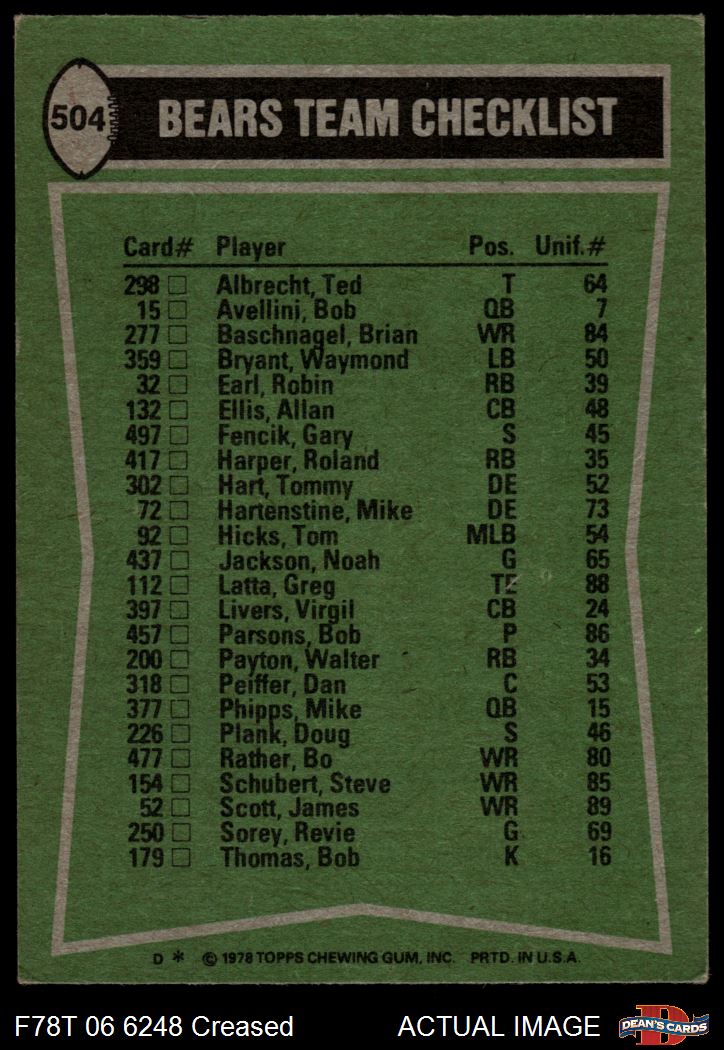 504 BEARS TEAM CHECKLIST
Card# Player Pos. Unif.#
298 Albrecht, Ted T 64
15 Avellini, Bob QB 7
277 Baschnagel, Brian WR 84
359 Bryant, Waymond LB 50
32 Earl, Robin RB 39
132 Ellis, Allan CB 48
497 Fencik, Gary S 45
417 Harper, Roland RB 35
302 Hart, Tommy DE 52
72 Hartenstine, Mike DE 73
92 Hicks, Tom MLB 54
437 Jackson, Noah G 65
112 Latta, Greg TE 88
397 Livers, Virgil CB 24
457 Parsons, Bob P 86
200 Payton, Walter RB 34
318 Peiffer, Dan C 53
377 Phipps, Mike QB 15
226 Plank, Doug S 46
477 Rather, Bo WR 80
154 Schubert, Steve WR 85
52 Scott, James WR 89
250 Sorey, Revie G 69
179 Thomas, Bob K 16
D * © 1978 TOPPS CHEWING GUM, INC. PRTD. IN U.S.A.
F78T 06 6248 Creased ACTUAL IMAGE D DEAN'S CARDS